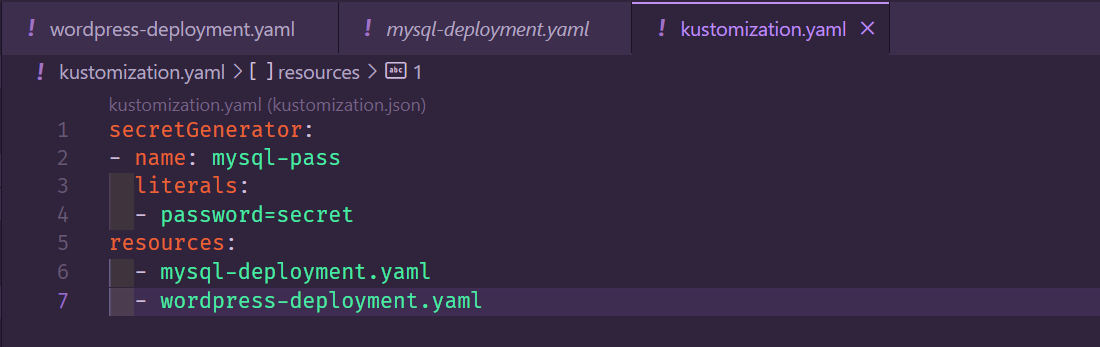 ! wordpress-deployment.yaml ! mysql-deployment.yaml ! kustomization.yaml ×
! kustomization.yaml > [ ] resources > abc 1
kustomization.yaml (kustomization.json)
1 secretGenerator:
2 - name: mysql-pass
3   literals:
4   - password=secret
5 resources:
6   - mysql-deployment.yaml
7   - wordpress-deployment.yaml